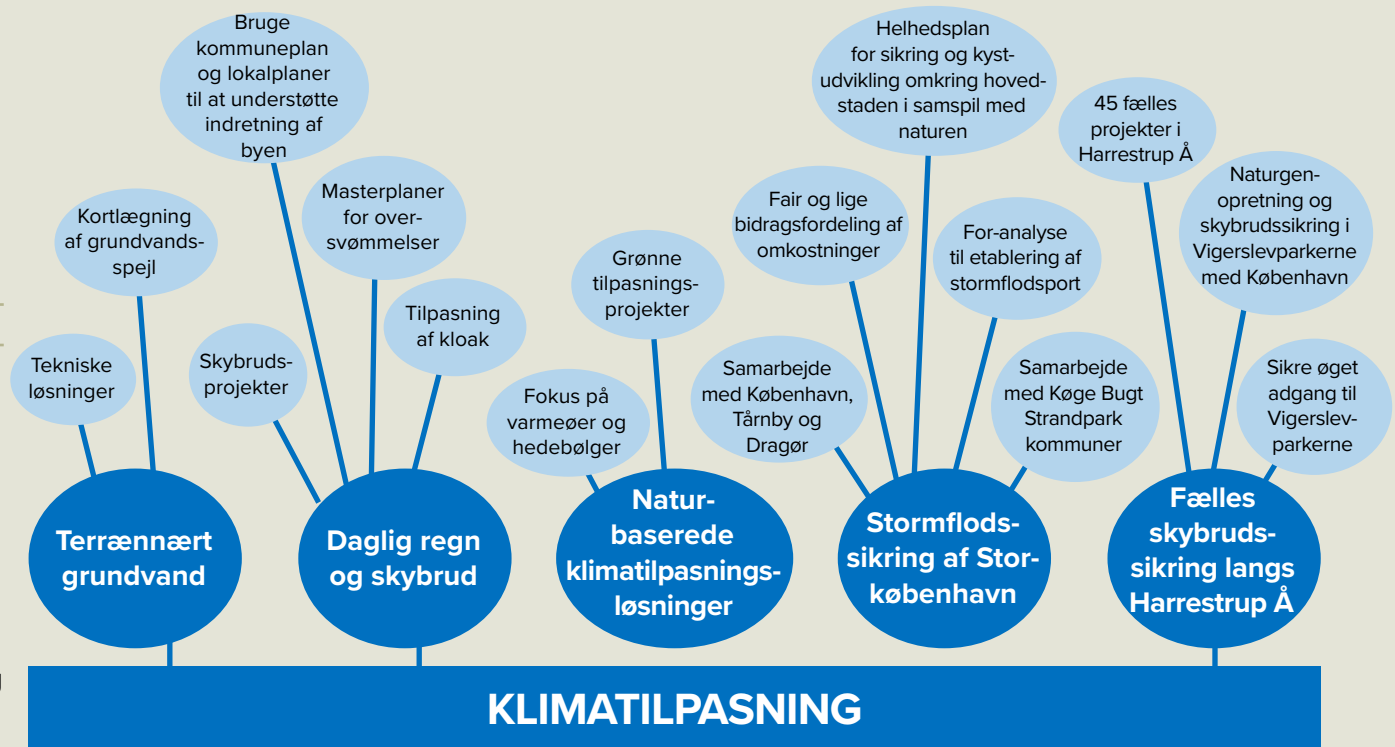 Bruge
kommuneplan
og lokalplaner
til at understøtte
indretning af
byen
Helhedsplan
for sikring og kyst-
udvikling omkring hoved-
staden i samspil med
naturen
45 fælles
projekter i
Harrestrup Å
Kortlægning
af grundvands-
spejl
Masterplaner
for over-
svømmelser
Grønne
tilpasnings-
projekter
Fair og lige
bidragsfordeling af
omkostninger
For-analyse
til etablering af
stormflodsport
Naturgen-
opretning og
skybrudssikring i
Vigerslevparkerne
med København
Tekniske
løsninger
Skybruds-
projekter
Tilpasning
af kloak
Fokus på
varmeøer og
hedebølger
Samarbejde
med København,
Tårnby og
Dragør
Samarbejde
med Køge Bugt
Strandpark
kommuner
Sikre øget
adgang til
Vigerslev-
parkerne
Terrænnært
grundvand
Daglig regn
og skybrud
Natur-
baserede
klimatilpasnings-
løsninger
Stormflods-
sikring af Stor-
københavn
Fælles
skybruds-
sikring langs
Harrestrup Å
KLIMATILPASNING